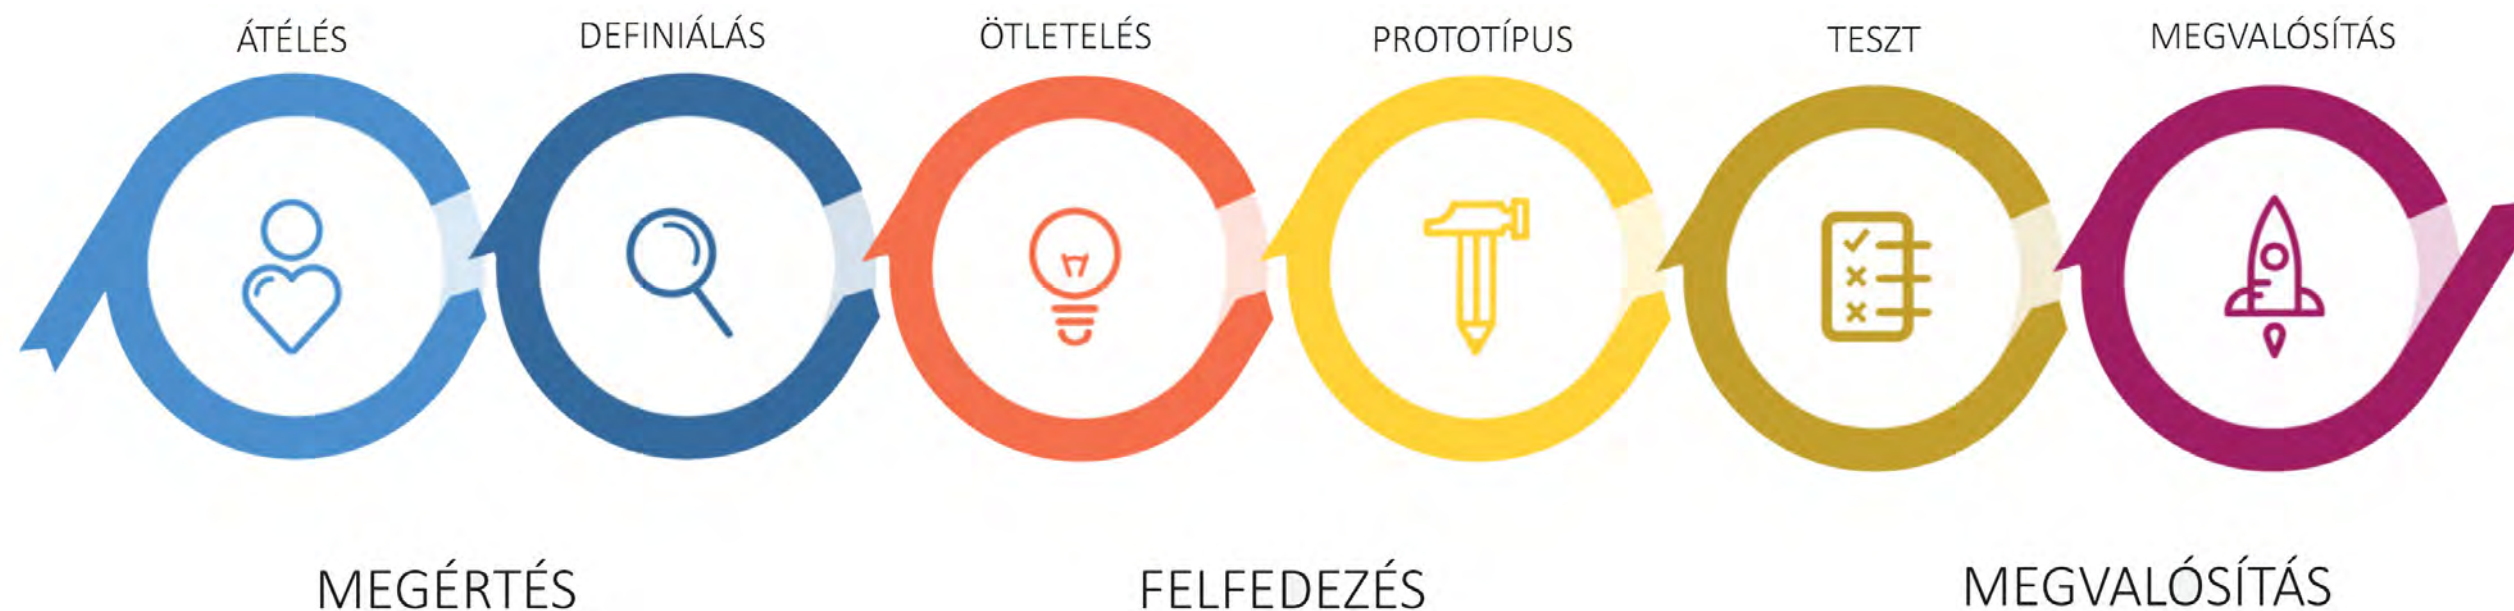 ÁTÉLÉS
DEFINIÁLÁS
ÖTLETELÉS
PROTOTÍPUS
TESZT
MEGVALÓSÍTÁS
MEGÉRTÉS
FELFEDEZÉS
MEGVALÓSÍTÁS